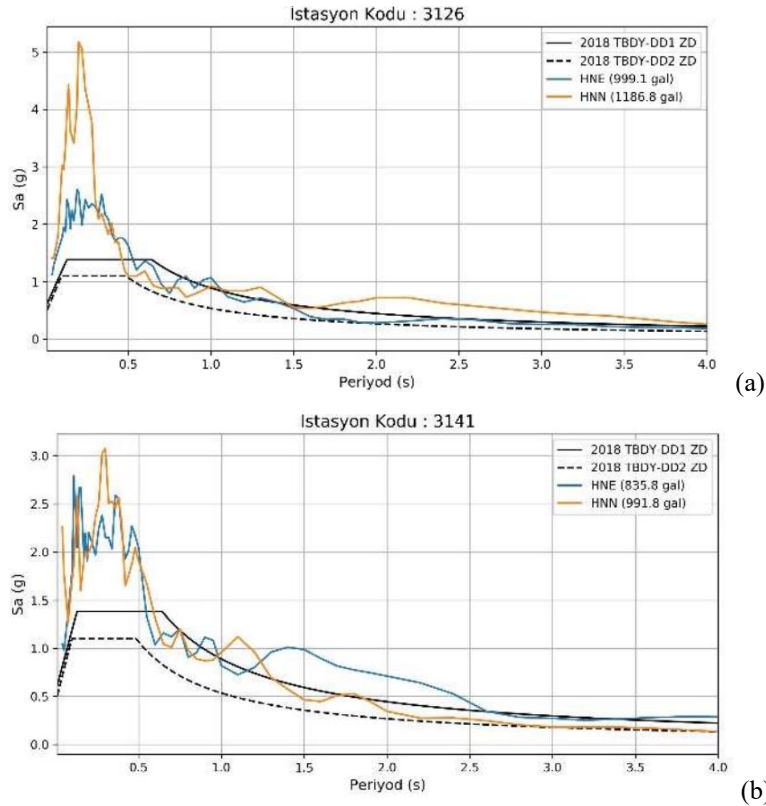 İstasyon Kodu : 3126
2018 TBDY-DD1 ZD
2018 TBDY-DD2 ZD
HNE (999.1 gal)
HNN (1186.8 gal)
Sa (g)
5
4
3
2
1
0
0.5 1.0 1.5 2.0 2.5 3.0 3.5 4.0
Periyod (s)
(a)
İstasyon Kodu : 3141
2018 TBDY-DD1 ZD
2018 TBDY-DD2 ZD
HNE (835.8 gal)
HNN (991.8 gal)
Sa (g)
3.0
2.5
2.0
1.5
1.0
0.5
0.0
0.5 1.0 1.5 2.0 2.5 3.0 3.5 4.0
Periyod (s)
(b)